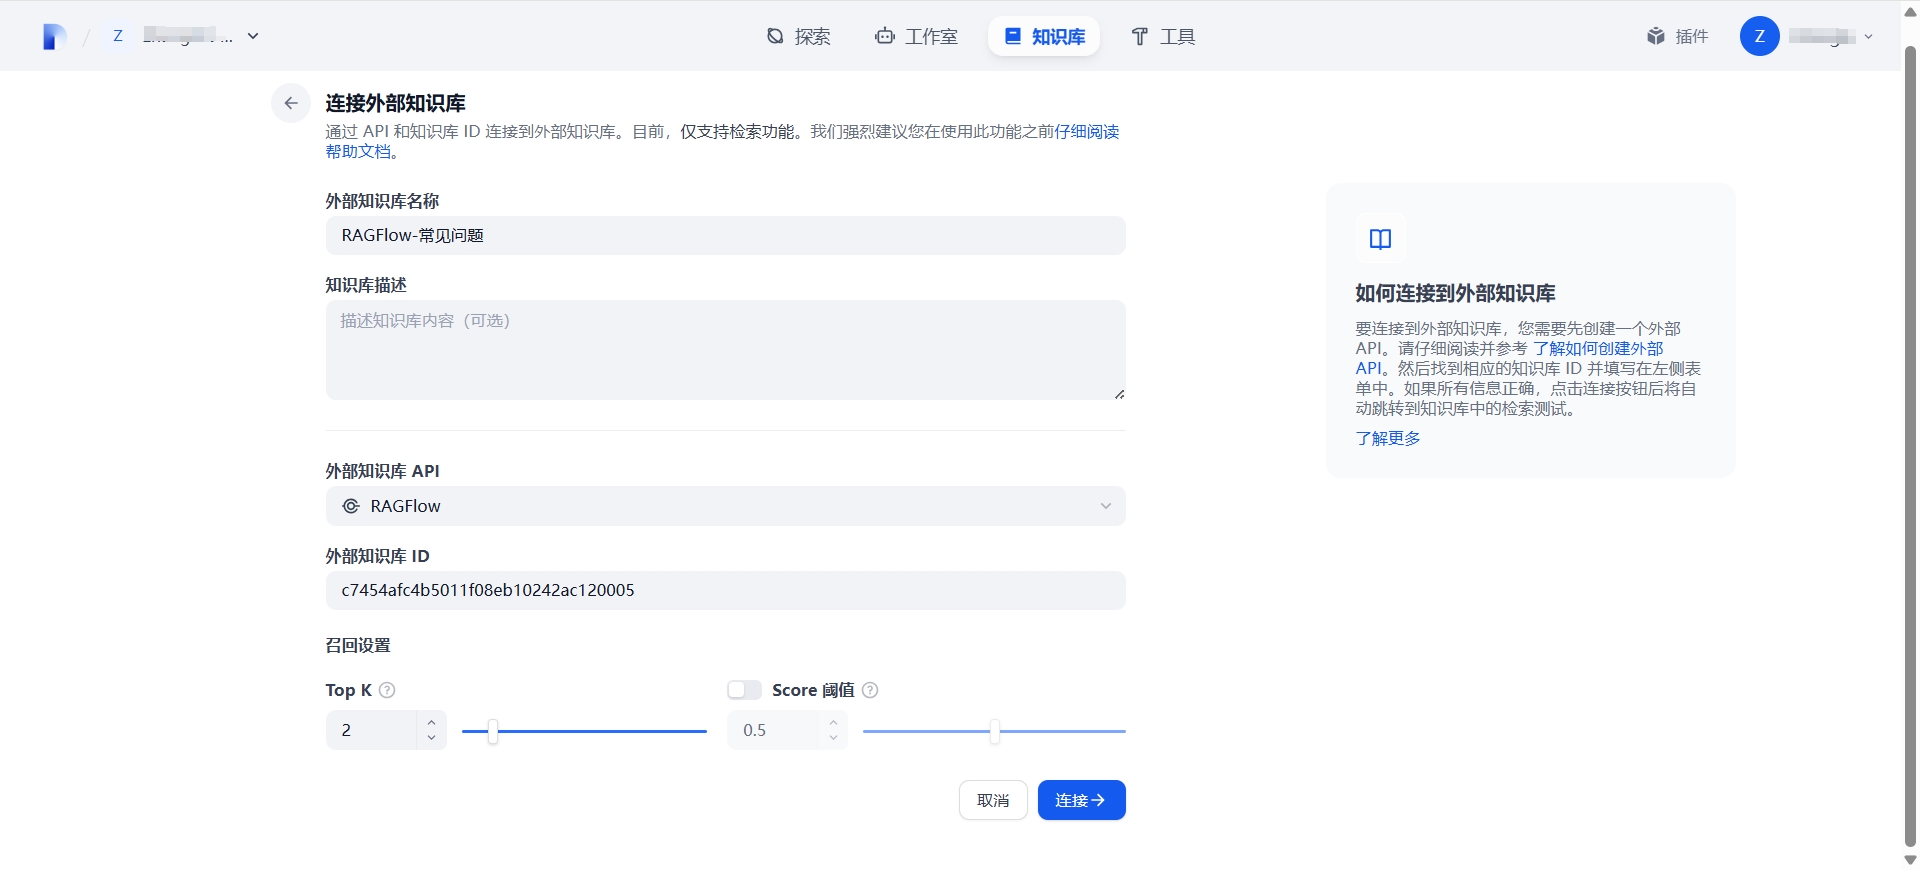 Z
探索
工作室
知识库
工具
插件
Z
连接外部知识库
通过 API 和知识库 ID 连接到外部知识库。目前，仅支持检索功能。我们强烈建议您在使用此功能之前仔细阅读
帮助文档。
外部知识库名称
RAGFlow-常见问题
知识库描述
描述知识库内容（可选）
外部知识库 API
RAGFlow
外部知识库 ID
c7454afc4b5011f08eb10242ac120005
召回设置
Top K
Score 阈值
2
0.5
取消
连接
如何连接到外部知识库
要连接到外部知识库，您需要先创建一个外部
API。请仔细阅读并参考 了解如何创建外部
API。然后找到相应的知识库 ID 并填写在左侧表
单中。如果所有信息正确，点击连接按钮后将自
动跳转到知识库中的检索测试。
了解更多